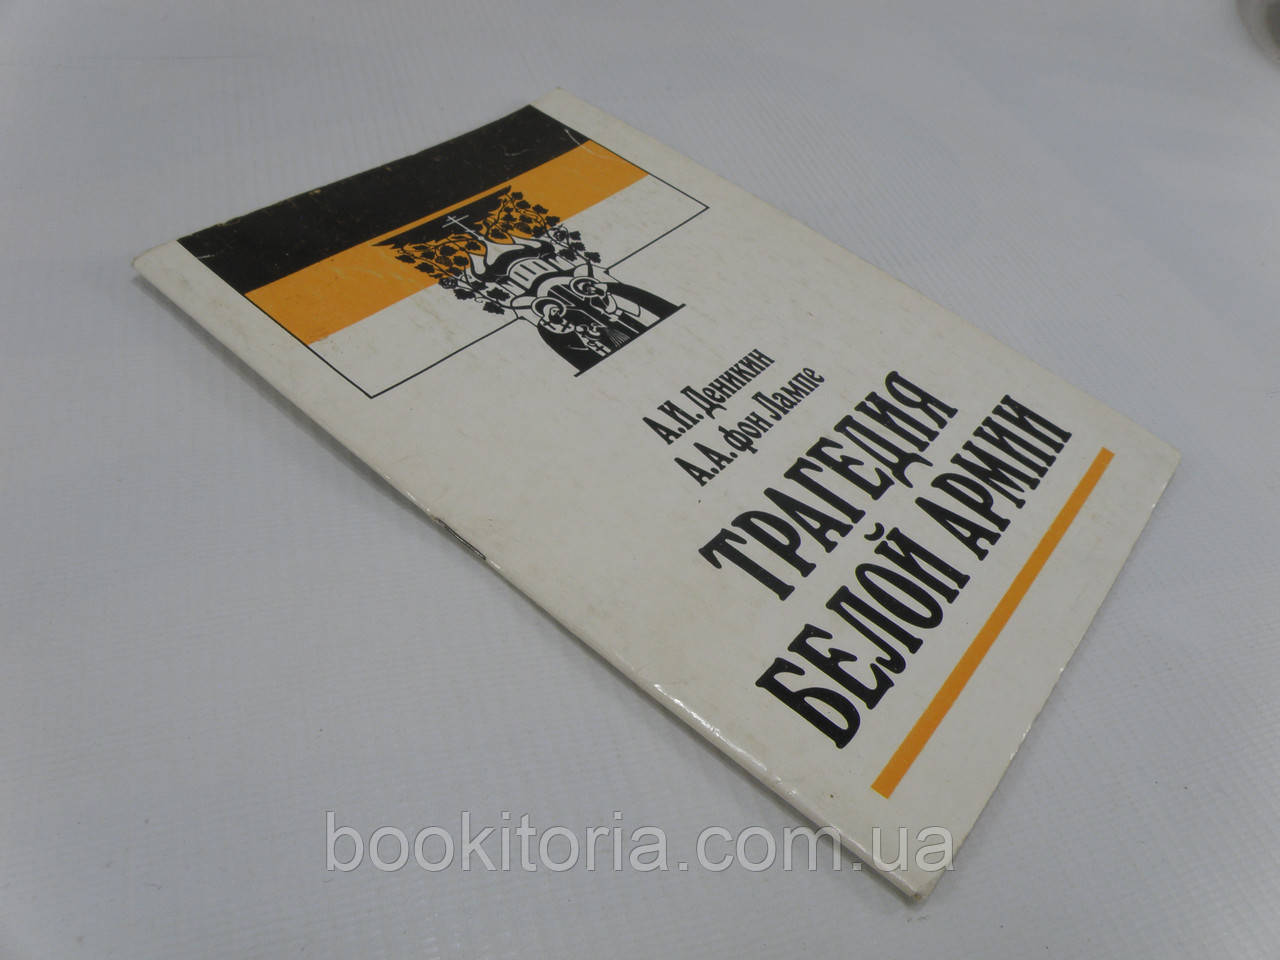 А.И. Деникин
А.А. фон Лампе
ТРАГЕДИЯ
БЕЛОЙ АРМИИ
bookitoria.com.ua